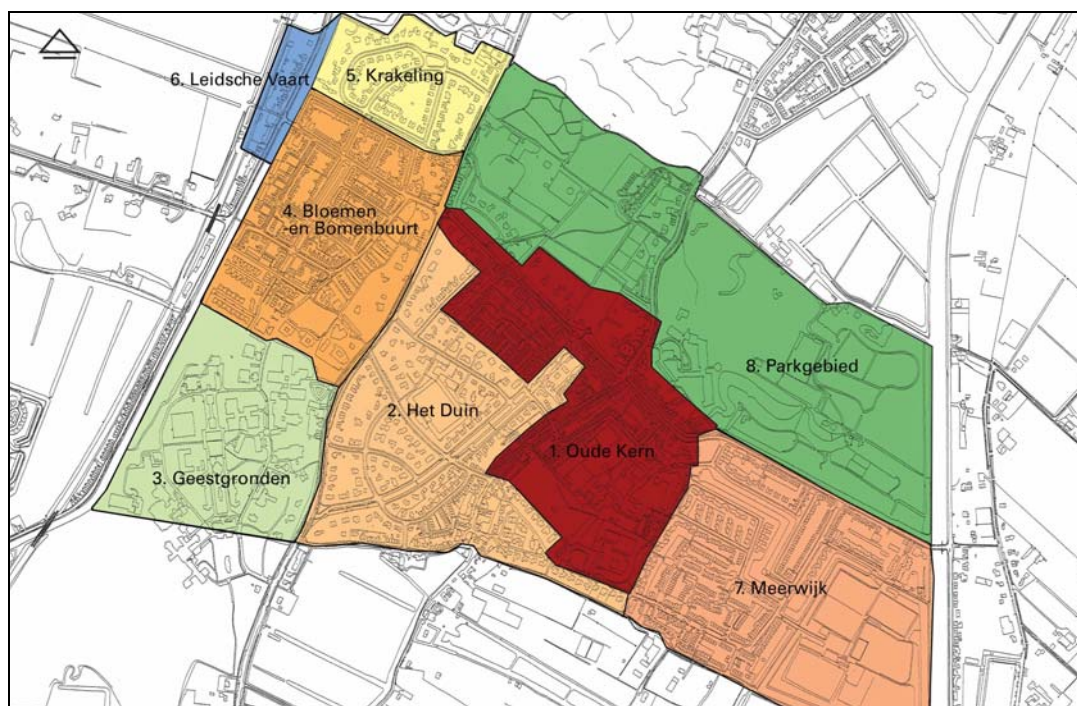 5. Krakeling
6. Leidsche Vaart
4. Bloemen
-en Bomenbuurt
8. Parkgebied
2. Het Duin
1. Oude Kern
3. Geestgronden
7. Meerwijk